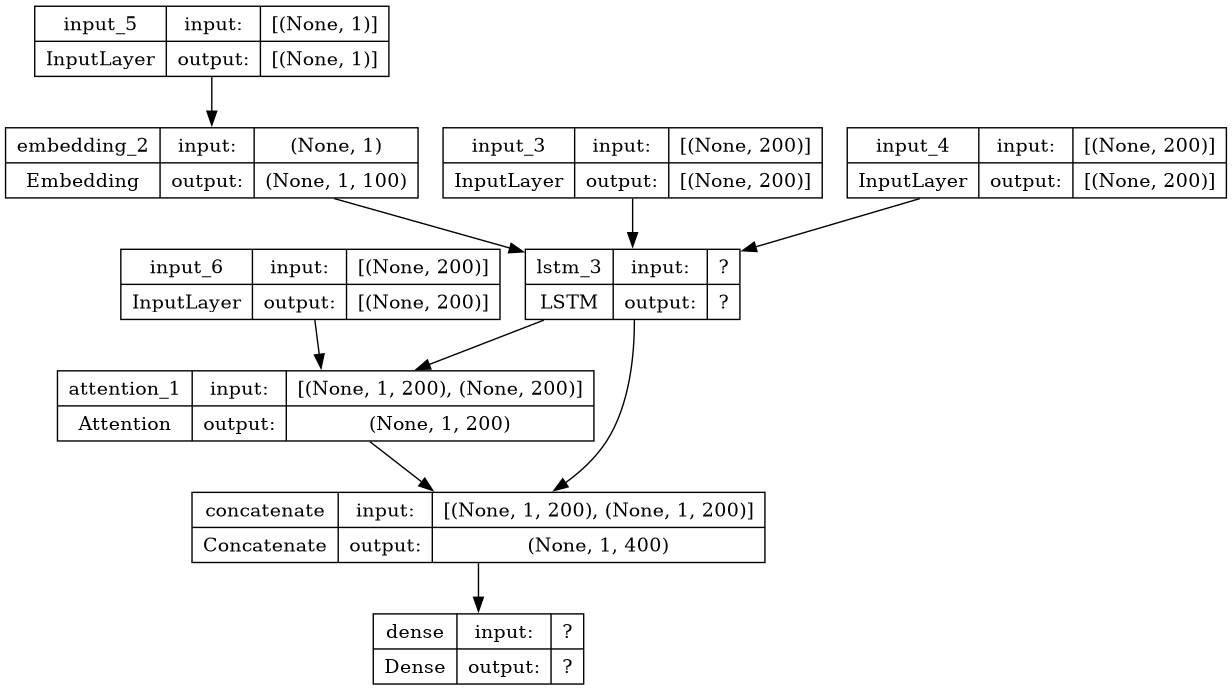 input_5 input: [(None, 1)]
InputLayer output: [(None, 1)]
embedding_2 input: (None, 1)
Embedding output: (None, 1, 100)
input_3 input: [(None, 200)]
InputLayer output: [(None, 200)]
input_4 input: [(None, 200)]
InputLayer output: [(None, 200)]
input_6 input: [(None, 200)]
InputLayer output: [(None, 200)]
lstm_3 input: ?
LSTM output: ?
attention_1 input: [(None, 1, 200), (None, 200)]
Attention output: (None, 1, 200)
concatenate input: [(None, 1, 200), (None, 1, 200)]
Concatenate output: (None, 1, 400)
dense input: ?
Dense output: ?